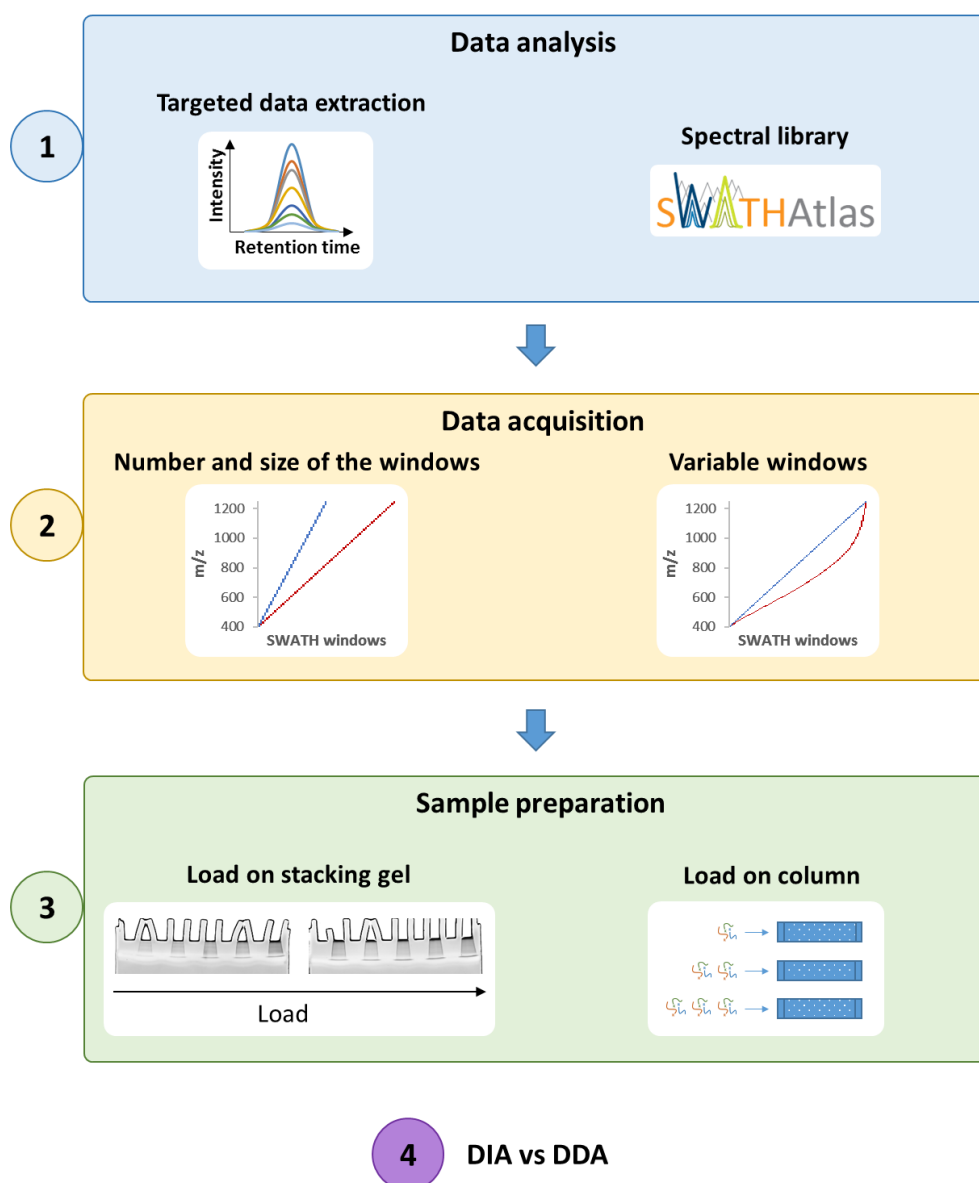 Data analysis
1
Targeted data extraction
Intensity
Retention time
Spectral library
SWATHAtlas
Data acquisition
2
Number and size of the windows
1200
1000
800
600
400
m/z
SWATH windows
Variable windows
1200
1000
800
600
400
m/z
SWATH windows
Sample preparation
3
Load on stacking gel
Load
Load on column
4
DIA vs DDA